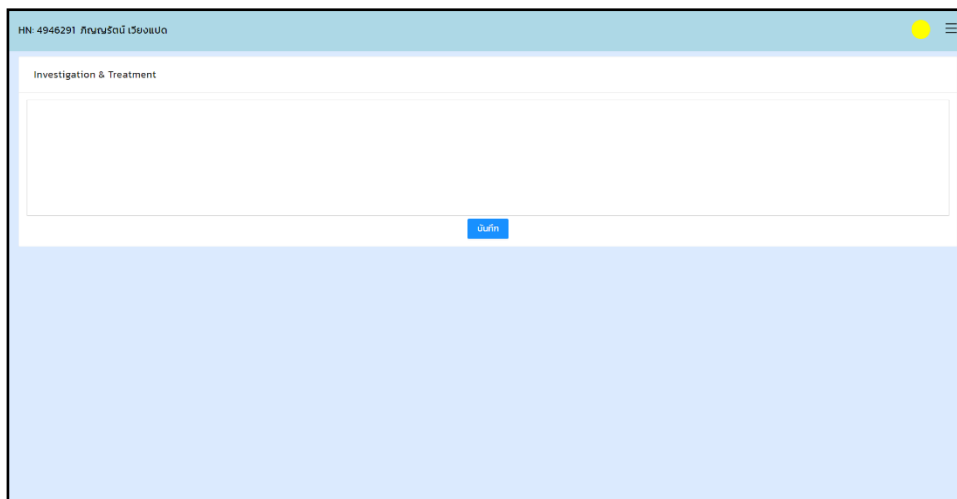 HN: 4946291 ภิญญรัตน์ เวียงแปด
Investigation & Treatment
บันทึก